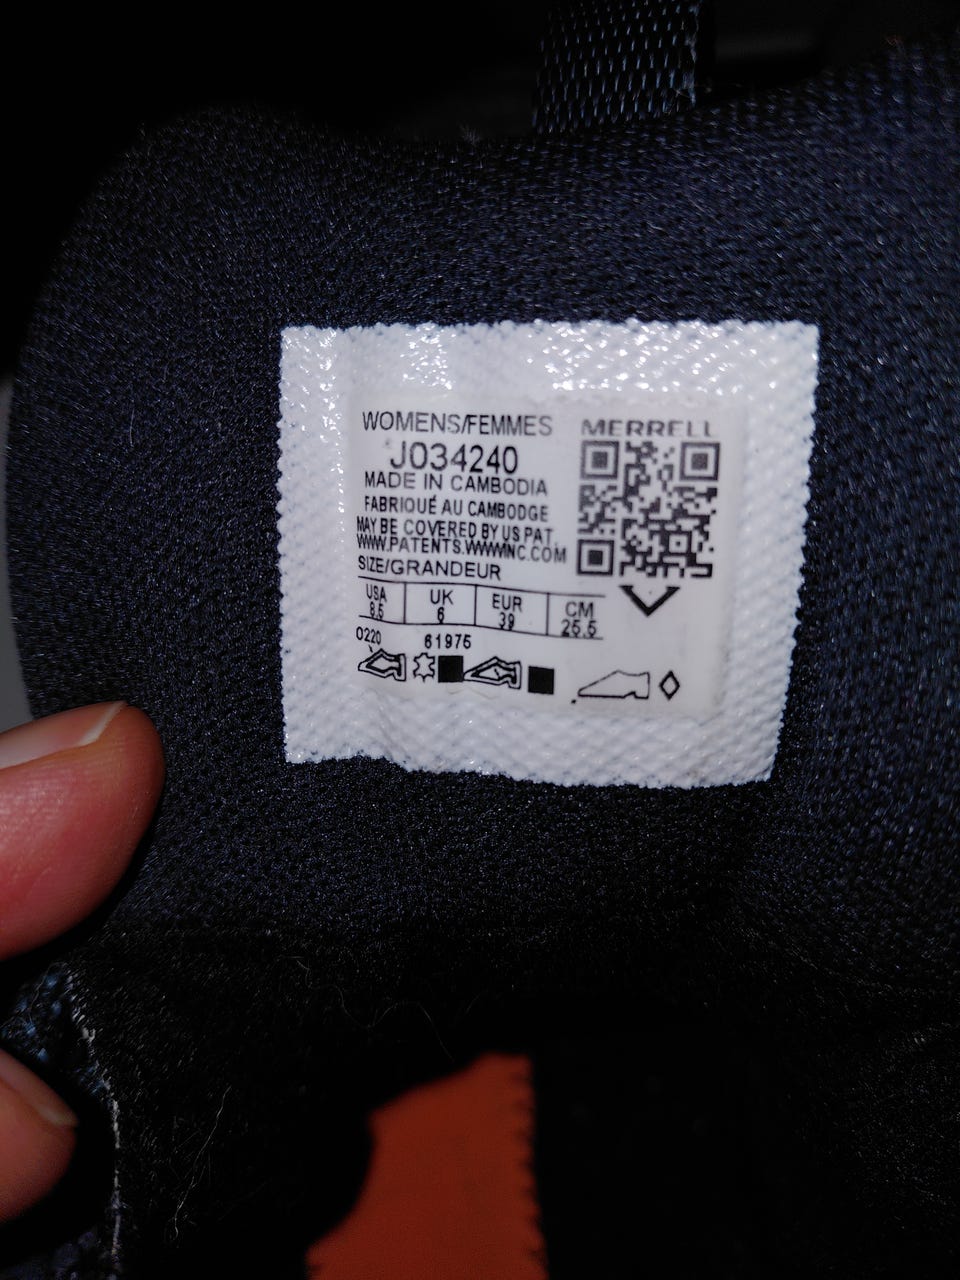 WOMENS/FEMMES
MERRELL
J034240
MADE IN CAMBODIA
FABRIQUÉ AU CAMBODGE
MAY BE COVERED BY US PAT.
WWW.PATENTS.WWWINC.COM
SIZE/GRANDEUR
USA UK EUR CM
8.5 6 39 25.5
0220 61975